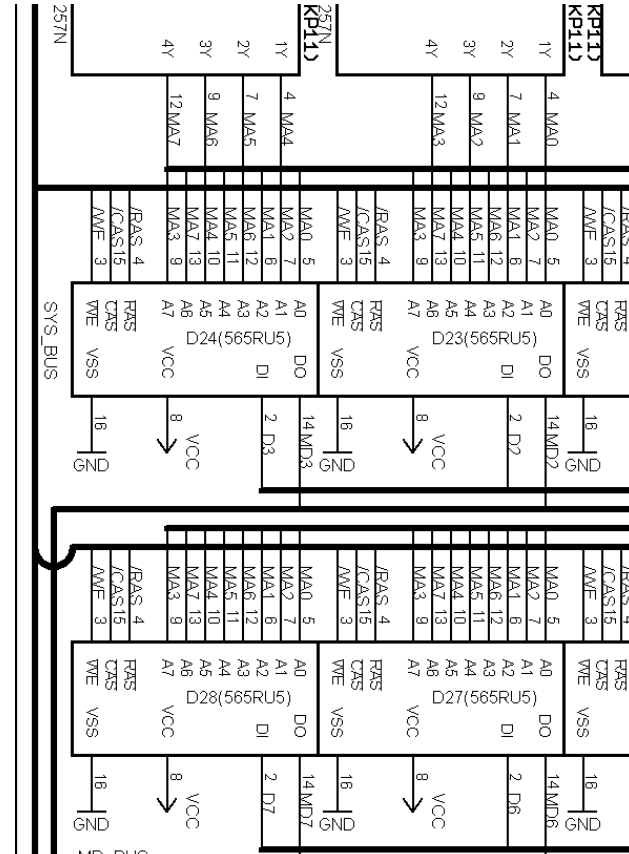 257N 4Y 3Y 2Y 1Y KP11)
257N 4Y 3Y 2Y 1Y KP11)
KP11)
12 MA7 9 MA6 7 MA5 4 MA4
12 MA3 9 MA2 7 MA1 4 MA0
/WE 3 /CAS 15 /RAS 4 MA3 9 MA7 13 MA4 10 MA5 11 MA6 12 MA1 6 MA2 7 MA0 5
/WE 3 /CAS 15 /RAS 4 MA3 9 MA7 13 MA4 10 MA5 11 MA6 12 MA1 6 MA2 7 MA0 5
/WE 3 /CAS 15 /RAS 4
SYS_BUS
WE CAS RAS A7 A6 A5 A4 A3 A2 A1 A0
D24(565RU5)
VSS VCC DI DO
WE CAS RAS A7 A6 A5 A4 A3 A2 A1 A0
D23(565RU5)
VSS VCC DI DO
WE CAS RAS
VSS
16 GND 8 VCC 2 D3 14 MD3
16 GND 8 VCC 2 D2 14 MD2
16 GND
/WE 3 /CAS 15 /RAS 4 MA3 9 MA7 13 MA4 10 MA5 11 MA6 12 MA1 6 MA2 7 MA0 5
/WE 3 /CAS 15 /RAS 4 MA3 9 MA7 13 MA4 10 MA5 11 MA6 12 MA1 6 MA2 7 MA0 5
/WE 3 /CAS 15 /RAS 4
WE CAS RAS A7 A6 A5 A4 A3 A2 A1 A0
D28(565RU5)
VSS VCC DI DO
WE CAS RAS A7 A6 A5 A4 A3 A2 A1 A0
D27(565RU5)
VSS VCC DI DO
WE CAS RAS
VSS
16 GND 8 VCC 2 D7 14 MD7
16 GND 8 VCC 2 D6 14 MD6
16 GND
MD_BUS